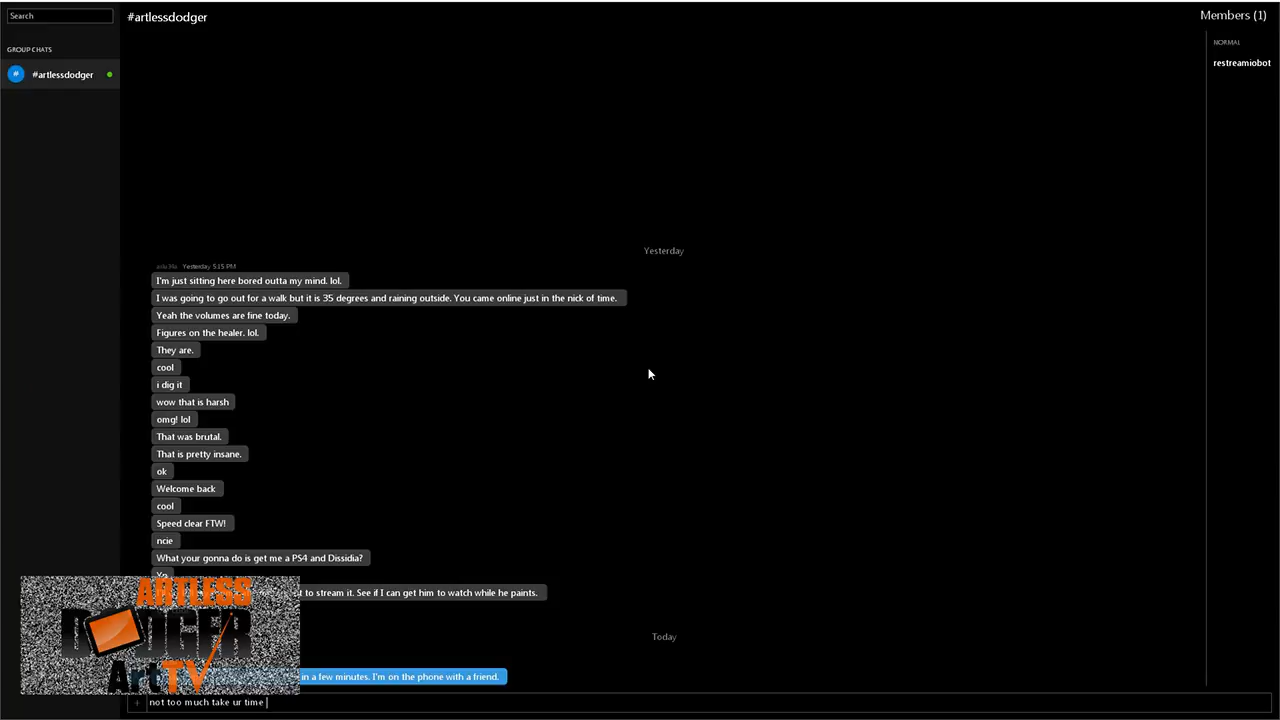 Search
#artlessdodger
Members (1)
GROUP CHATS
NORMAL
#
#artlessdodger
restreamiobot
Yesterday
Yesterday 5:15 PM
I'm just sitting here bored outta my mind. lol.
I was going to go out for a walk but it is 35 degrees and raining outside. You came online just in the nick of time.
Yeah the volumes are fine today.
Figures on the healer. lol.
They are.
cool
i dig it
wow that is harsh
omg! lol
That was brutal.
That is pretty insane.
ok
Welcome back
cool
Speed clear FTW!
ncie
What your gonna do is get me a PS4 and Dissidia?
to stream it. See if I can get him to watch while he paints.
Today
in a few minutes. I'm on the phone with a friend.
ARTLESS
DODGER
ArtTV
+ not too much take ur time